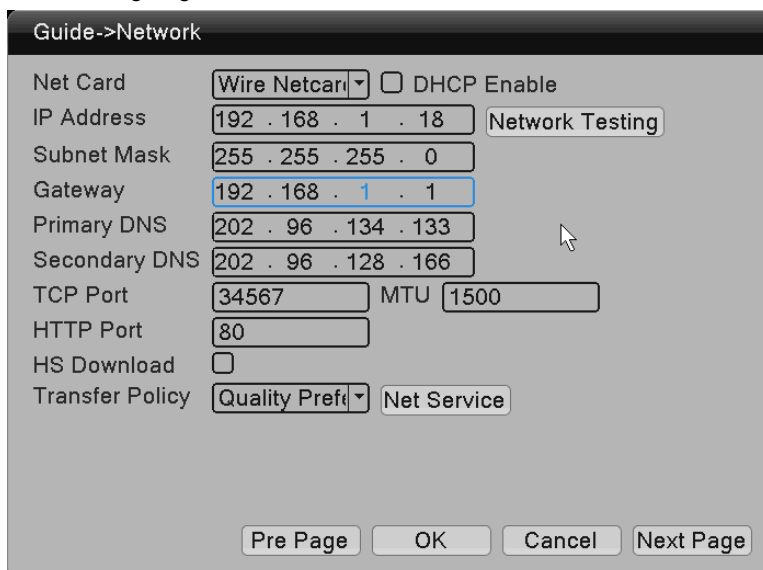 Guide->Network
Net Card Wire Netcar DHCP Enable
IP Address 192 . 168 . 1 . 18 Network Testing
Subnet Mask 255 . 255 . 255 . 0
Gateway 192 . 168 . 1 . 1
Primary DNS 202 . 96 . 134 . 133
Secondary DNS 202 . 96 . 128 . 166
TCP Port 34567 MTU 1500
HTTP Port 80
HS Download
Transfer Policy Quality Pref Net Service
Pre Page OK Cancel Next Page